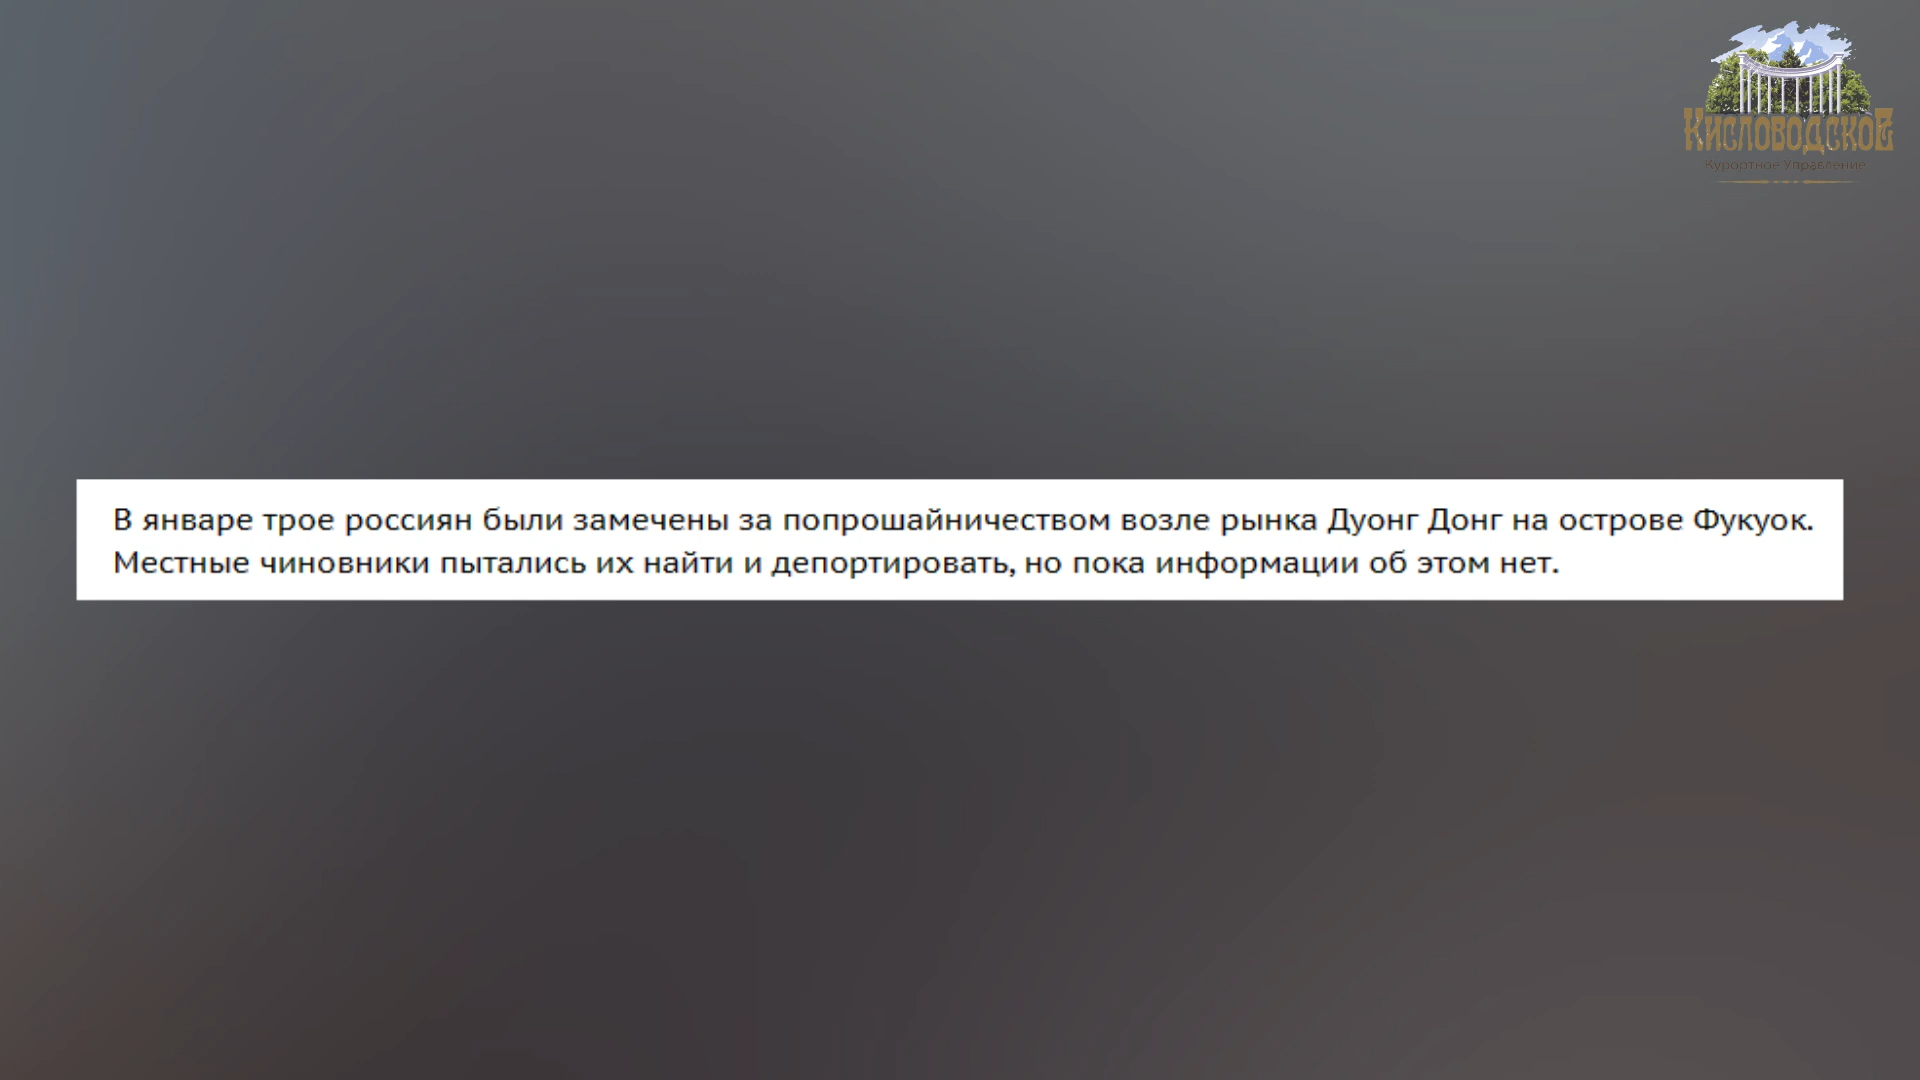 Кисловодское
Курортное Управление
В январе трое россиян были замечены за попрошайничеством возле рынка Дуонг Донг на острове Фукуок.
Местные чиновники пытались их найти и депортировать, но пока информации об этом нет.